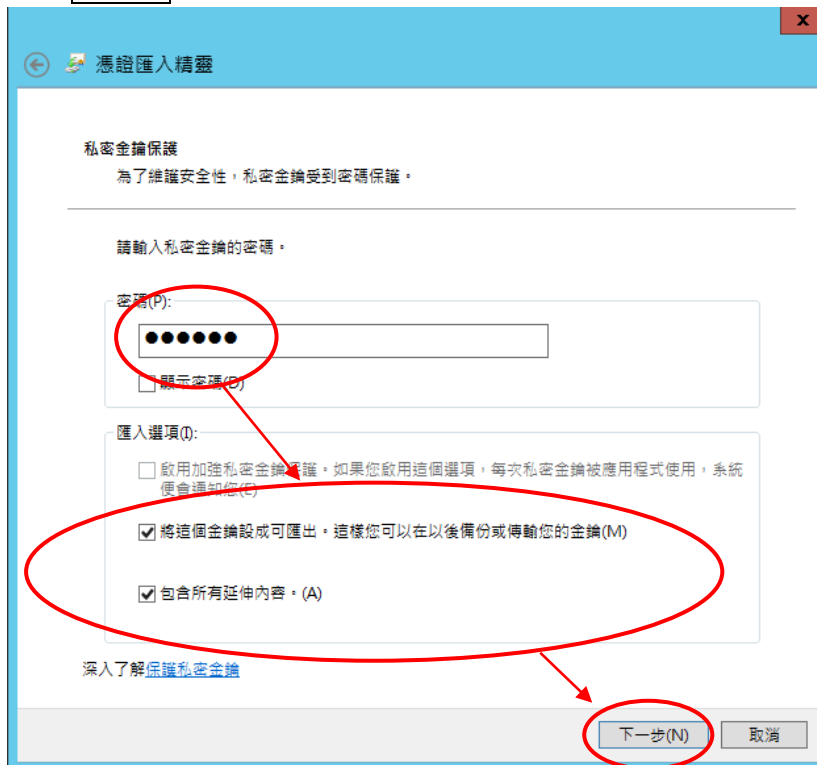 x
憑證匯入精靈
私密金鑰保護
為了維護安全性，私密金鑰受到密碼保護。
請輸入私密金鑰的密碼。
密碼(P):
●●●●●●
顯示密碼(D)
匯入選項(I):
啟用加強私密金鑰保護。如果您啟用這個選項，每次私密金鑰被應用程式使用，系統
便會通知您(E)
將這個金鑰設成可匯出。這樣您可以在以後備份或傳輸您的金鑰(M)
包含所有延伸內容。(A)
深入了解保護私密金鑰
下一步(N)
取消